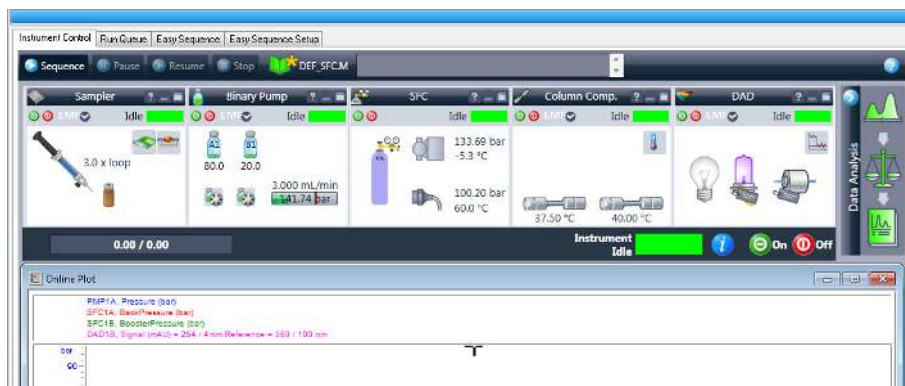 Instrument Control Run Queue Easy Sequence Easy Sequence Setup
Sequence Pause Resume Stop DEF_SFC.M
Sampler ? Binary Pump ? SFC ? Column Comp. ? DAD ?
EMF Idle EMF Idle Idle EMF Idle EMF Idle
A1 B1
80.0 20.0
3.0 x loop
3.000 mL/min
141.74 bar
133.69 bar
-5.3 °C
100.20 bar
60.0 °C
37.50 °C 40.00 °C
Data Analysis
0.00 / 0.00
Instrument
Idle
On Off
Online Plot
PMP1A, Pressure (bar)
SFC1A, BackPressure (bar)
SFC1B, BoosterPressure (bar)
DAD1B, Signal (mAU) = 254 / 4 nm Reference = 360 / 100 nm
bar
90